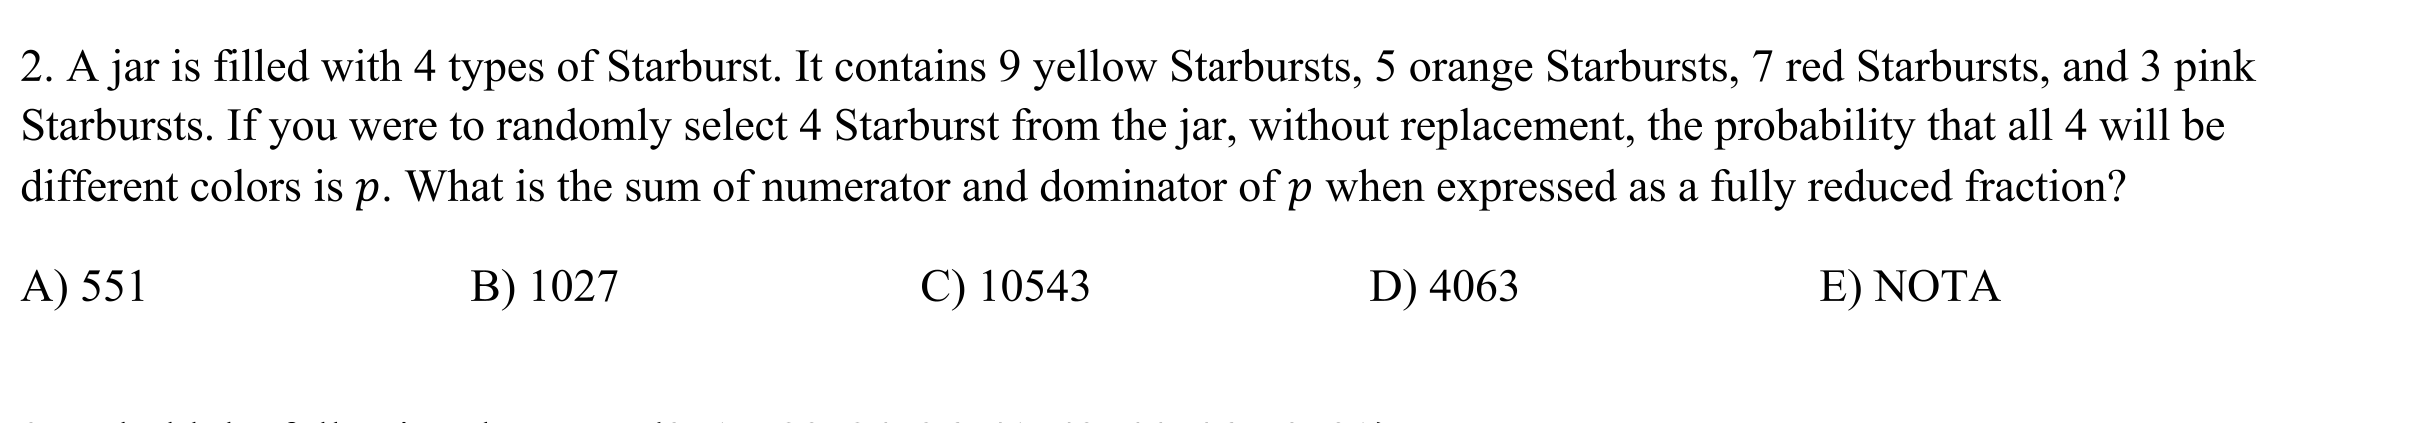 2. A jar is filled with 4 types of Starburst. It contains 9 yellow Starbursts, 5 orange Starbursts, 7 red Starbursts, and 3 pink
Starbursts. If you were to randomly select 4 Starburst from the jar, without replacement, the probability that all 4 will be
different colors is p. What is the sum of numerator and dominator of p when expressed as a fully reduced fraction?
A) 551 B) 1027 C) 10543 D) 4063 E) NOTA